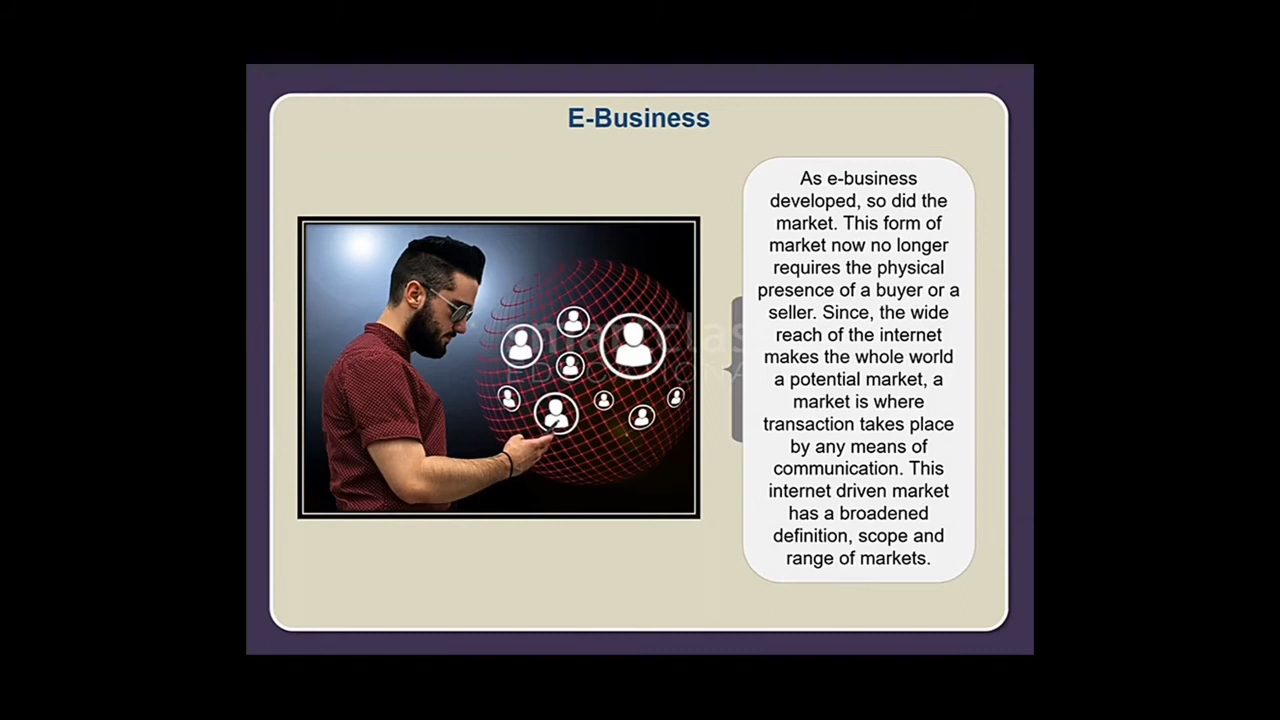 E-Business
As e-business
developed, so did the
market. This form of
market now no longer
requires the physical
presence of a buyer or a
seller. Since, the wide
reach of the internet
makes the whole world
a potential market, a
market is where
transaction takes place
by any means of
communication. This
internet driven market
has a broadened
definition, scope and
range of markets.